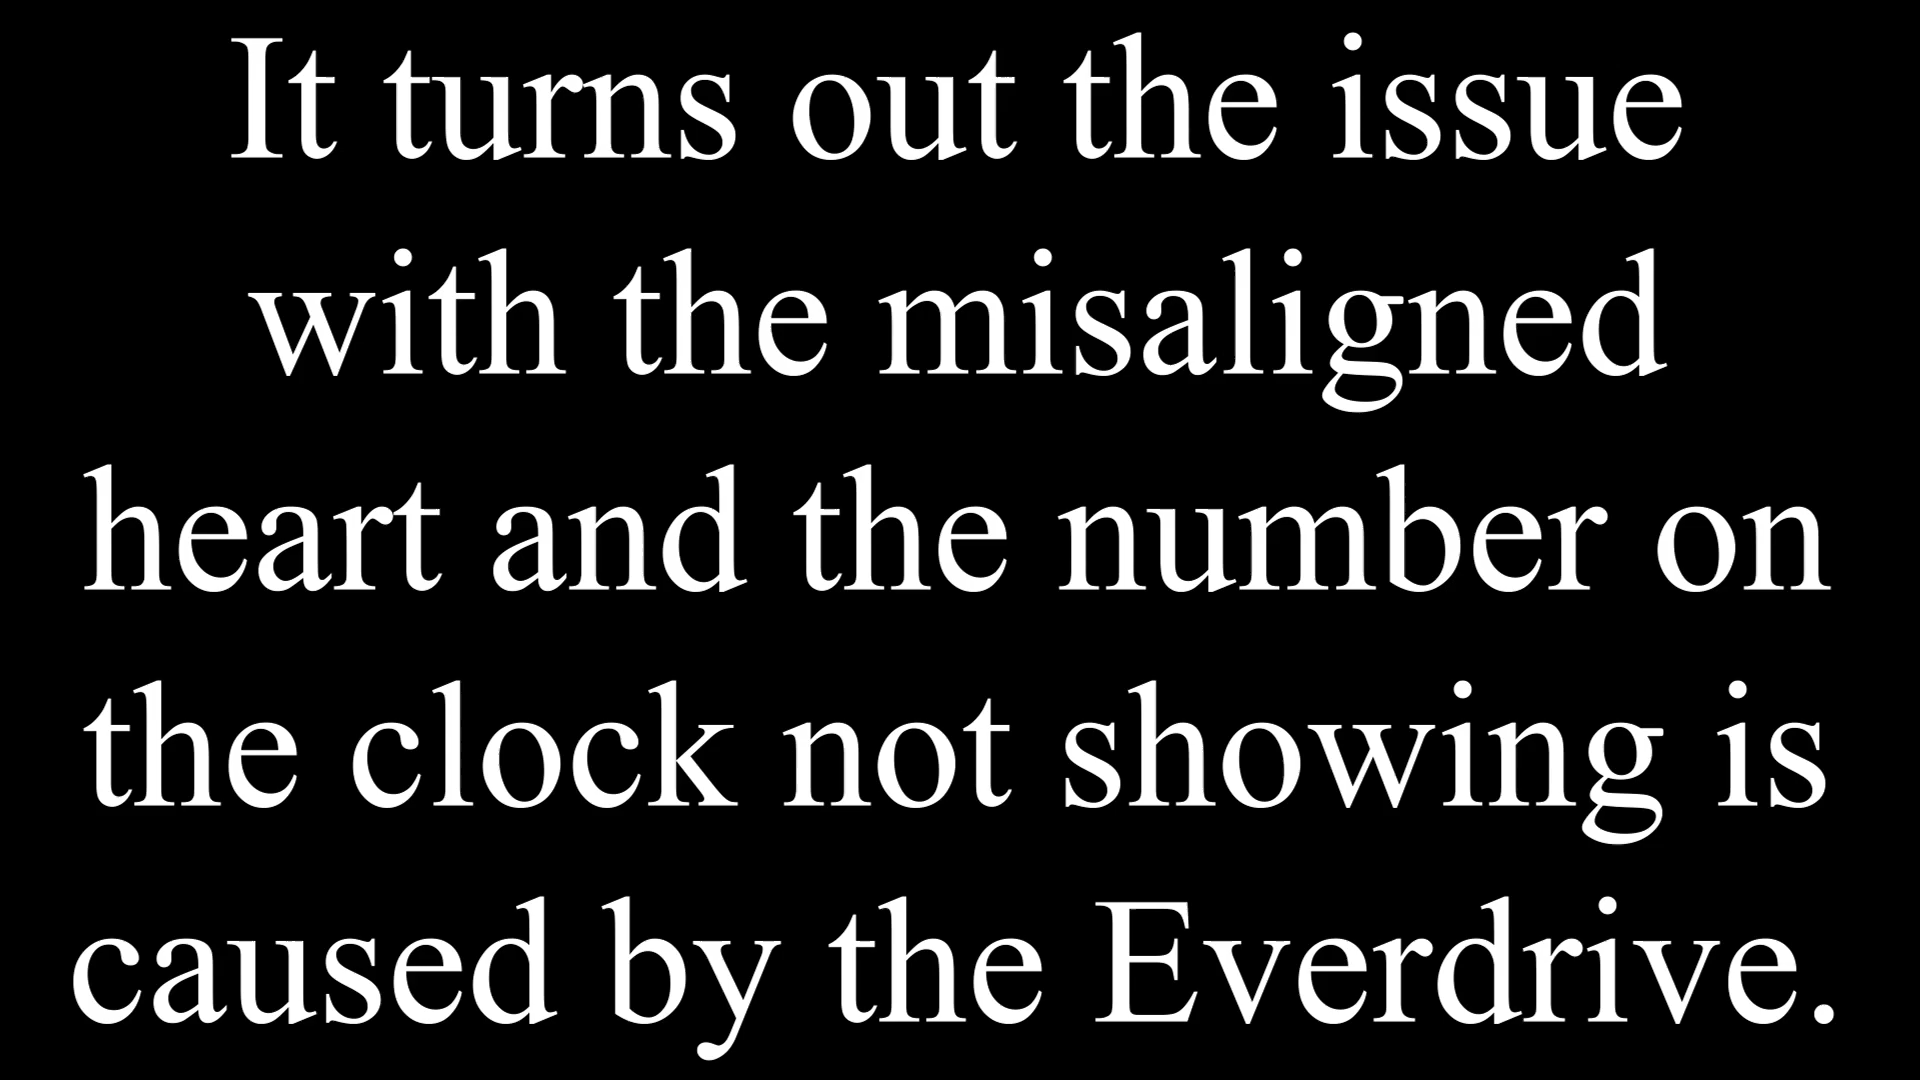 It turns out the issue
with the misaligned
heart and the number on
the clock not showing is
caused by the Everdrive.